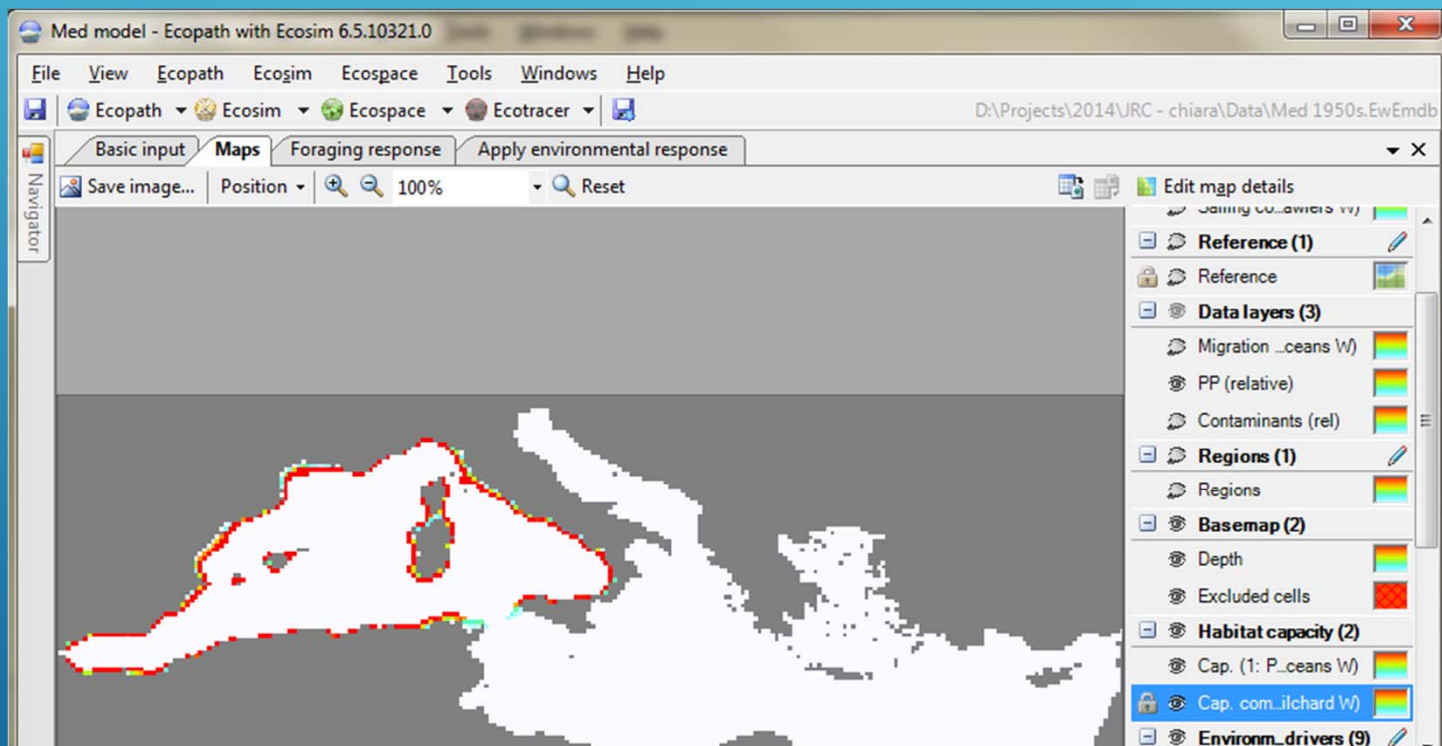 Med model - Ecopath with Ecosim 6.5.10321.0
File View Ecopath Ecosim Ecospace Tools Windows Help
Ecopath Ecosim Ecospace Ecotracer D:\Projects\2014\JRC - chiara\Data\Med 1950s.EwEmdb
Basic input Maps Foraging response Apply environmental response
Navigator
Save image... Position 100% Reset Edit map details
Reference (1)
Reference
Data layers (3)
Migration ...ceans W)
PP (relative)
Contaminants (rel)
Regions (1)
Regions
Basemap (2)
Depth
Excluded cells
Habitat capacity (2)
Cap. (1: P...ceans W)
Cap. com...ilchard W)
Environm...drivers (9)